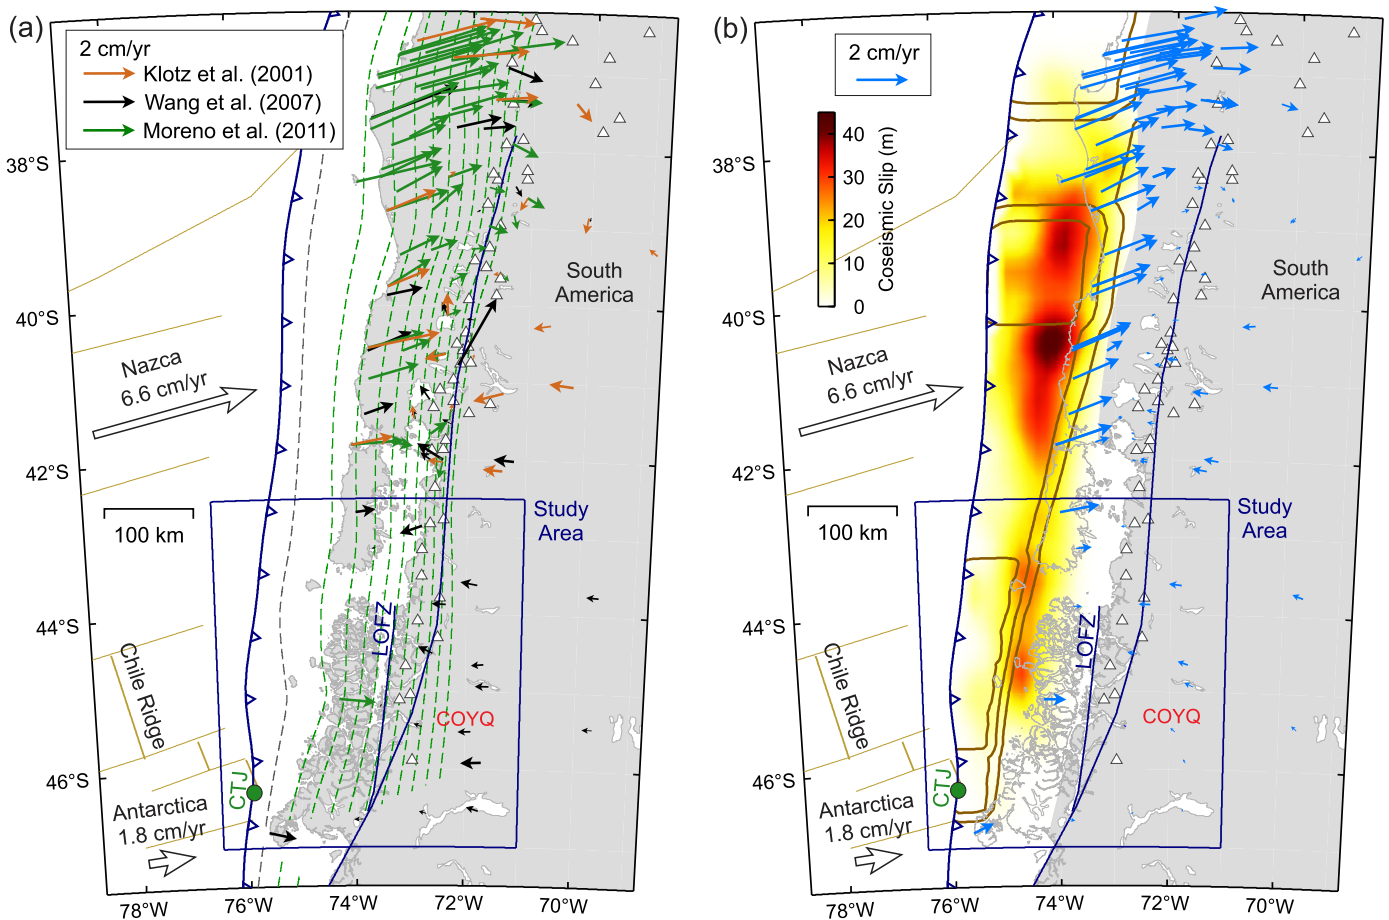 (a)
2 cm/yr
Klotz et al. (2001)
Wang et al. (2007)
Moreno et al. (2011)
38°S
40°S
42°S
44°S
46°S
78°W
76°W
74°W
72°W
70°W
South
America
Nazca
6.6 cm/yr
100 km
Study
Area
LOFZ
Chile Ridge
COYQ
CTJ
Antarctica
1.8 cm/yr
(b)
2 cm/yr
Coseismic Slip (m)
40
30
20
10
0
38°S
40°S
42°S
44°S
46°S
78°W
76°W
74°W
72°W
70°W
South
America
Nazca
6.6 cm/yr
100 km
Study
Area
LOFZ
Chile Ridge
COYQ
CTJ
Antarctica
1.8 cm/yr